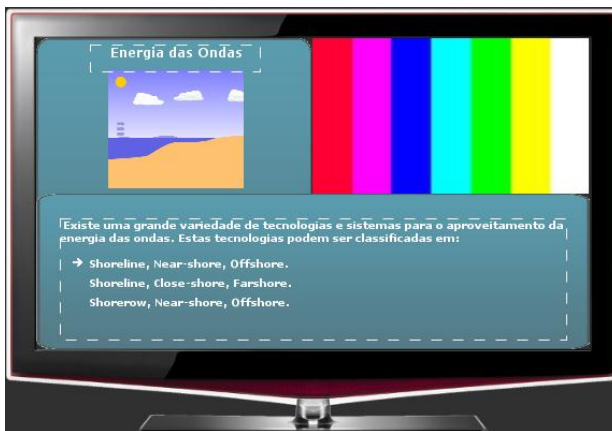 Energia das Ondas
Existe uma grande variedade de tecnologias e sistemas para o aproveitamento da
energia das ondas. Estas tecnologias podem ser classificadas em:
Shoreline, Near-shore, Offshore.
Shoreline, Close-shore, Farshore.
Shorerow, Near-shore, Offshore.